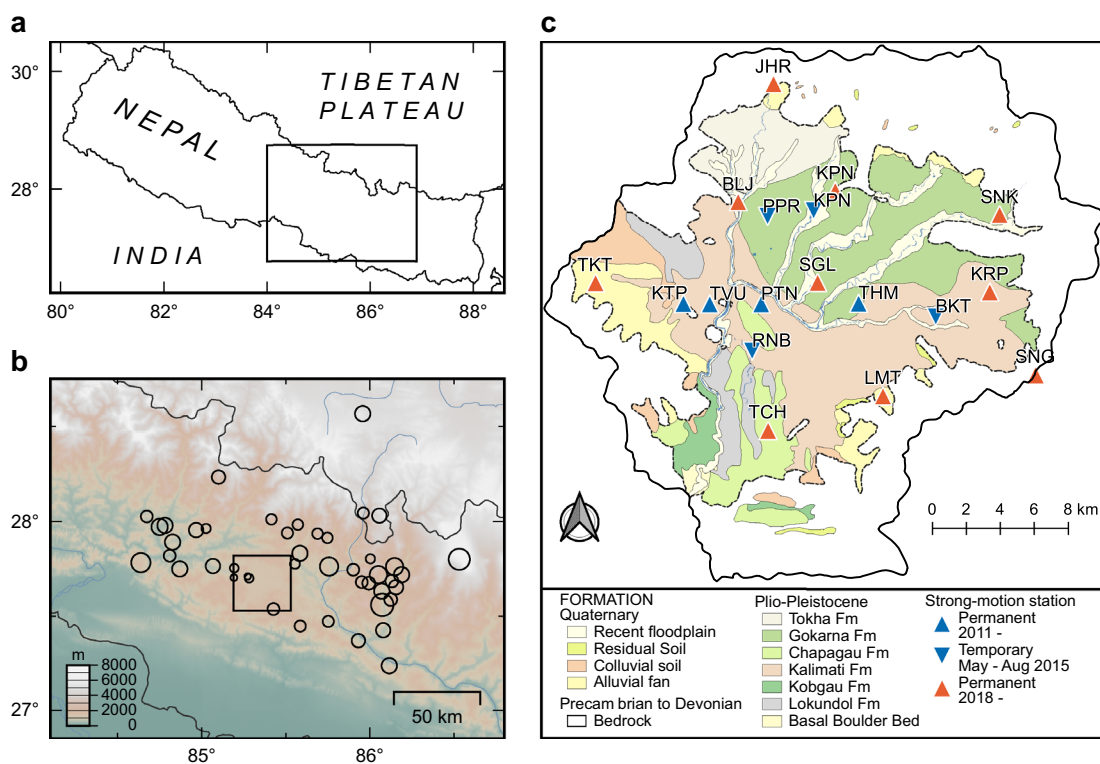 a
30°
28°
TIBETAN
PLATEAU
NEPAL
INDIA
80° 82° 84° 86° 88°
b
28°
27°
m
8000
6000
4000
2000
0
50 km
85° 86°
c
JHR
BLJ
KPN
PPR
KPN
SNK
TKT
SGL
KRP
KTP
TVU
PTN
THM
BKT
RNB
SNG
LMT
TCH
0 2 4 6 8 km
FORMATION
Quaternary
Recent floodplain
Residual Soil
Colluvial soil
Alluvial fan
Precam brian to Devonian
Bedrock
Plio-Pleistocene
Tokha Fm
Gokarna Fm
Chapagau Fm
Kalimati Fm
Kobgau Fm
Lokundol Fm
Basal Boulder Bed
Strong-motion station
Permanent
2011 -
Temporary
May - Aug 2015
Permanent
2018 -